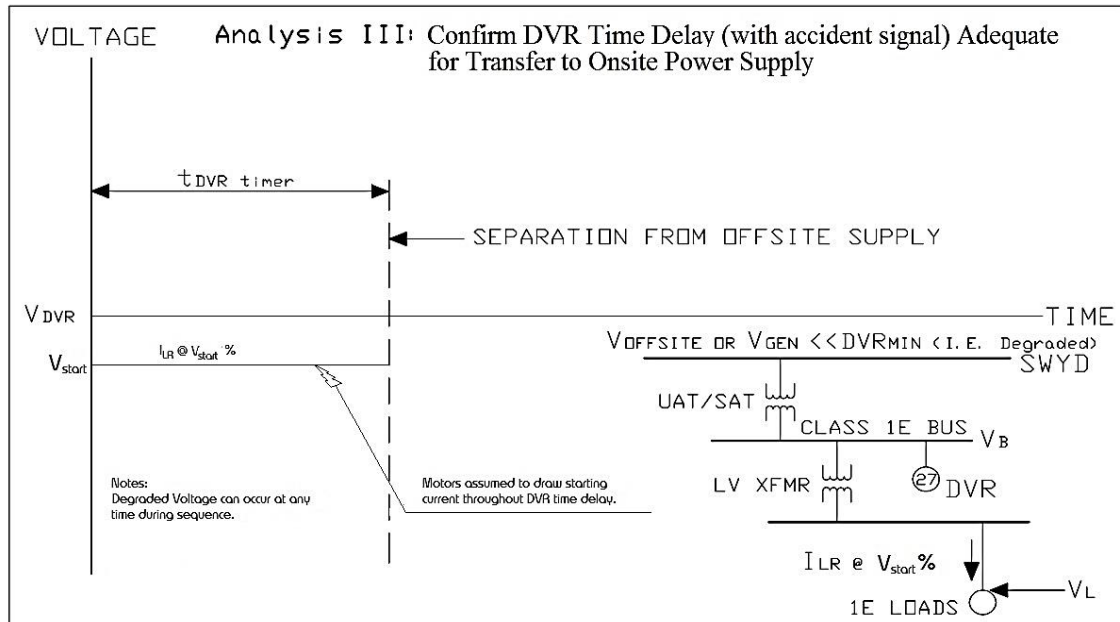 VOLTAGE
Analysis III: Confirm DVR Time Delay (with accident signal) Adequate
for Transfer to Onsite Power Supply
tDVR timer
SEPARATION FROM OFFSITE SUPPLY
VDVR
TIME
Vstart
ILR @ Vstart %
VOFFSITE OR VGEN <<DVRMIN (I.E. Degraded)
SWYD
UAT/SAT
CLASS 1E BUS
VB
LV XFMR
27
DVR
Notes:
Degraded Voltage can occur at any
time during sequence.
Motors assumed to draw starting
current throughout DVR time delay.
ILR @ Vstart%
VL
1E LOADS